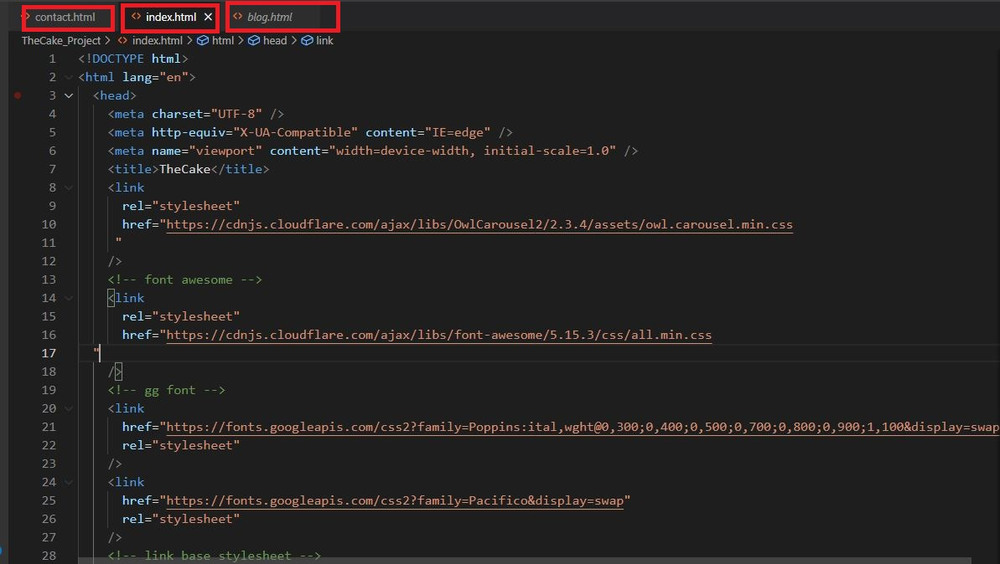 contact.html index.html blog.html
TheCake_Project > index.html > html > head > link
1 <!DOCTYPE html>
2 <html lang="en">
3 <head>
4 <meta charset="UTF-8" />
5 <meta http-equiv="X-UA-Compatible" content="IE=edge" />
6 <meta name="viewport" content="width=device-width, initial-scale=1.0" />
7 <title>TheCake</title>
8 <link
9 rel="stylesheet"
10 href="https://cdnjs.cloudflare.com/ajax/libs/OwlCarousel2/2.3.4/assets/owl.carousel.min.css
11 "
12 />
13 <!-- font awesome -->
14 <link
15 rel="stylesheet"
16 href="https://cdnjs.cloudflare.com/ajax/libs/font-awesome/5.15.3/css/all.min.css
17 "
18 />
19 <!-- gg font -->
20 <link
21 href="https://fonts.googleapis.com/css2?family=Poppins:ital,wght@0,300;0,400;0,500;0,700;0,800;0,900;1,100&display=swap
22 rel="stylesheet"
23 />
24 <link
25 href="https://fonts.googleapis.com/css2?family=Pacifico&display=swap"
26 rel="stylesheet"
27 />
28 <!-- link base stylesheet -->